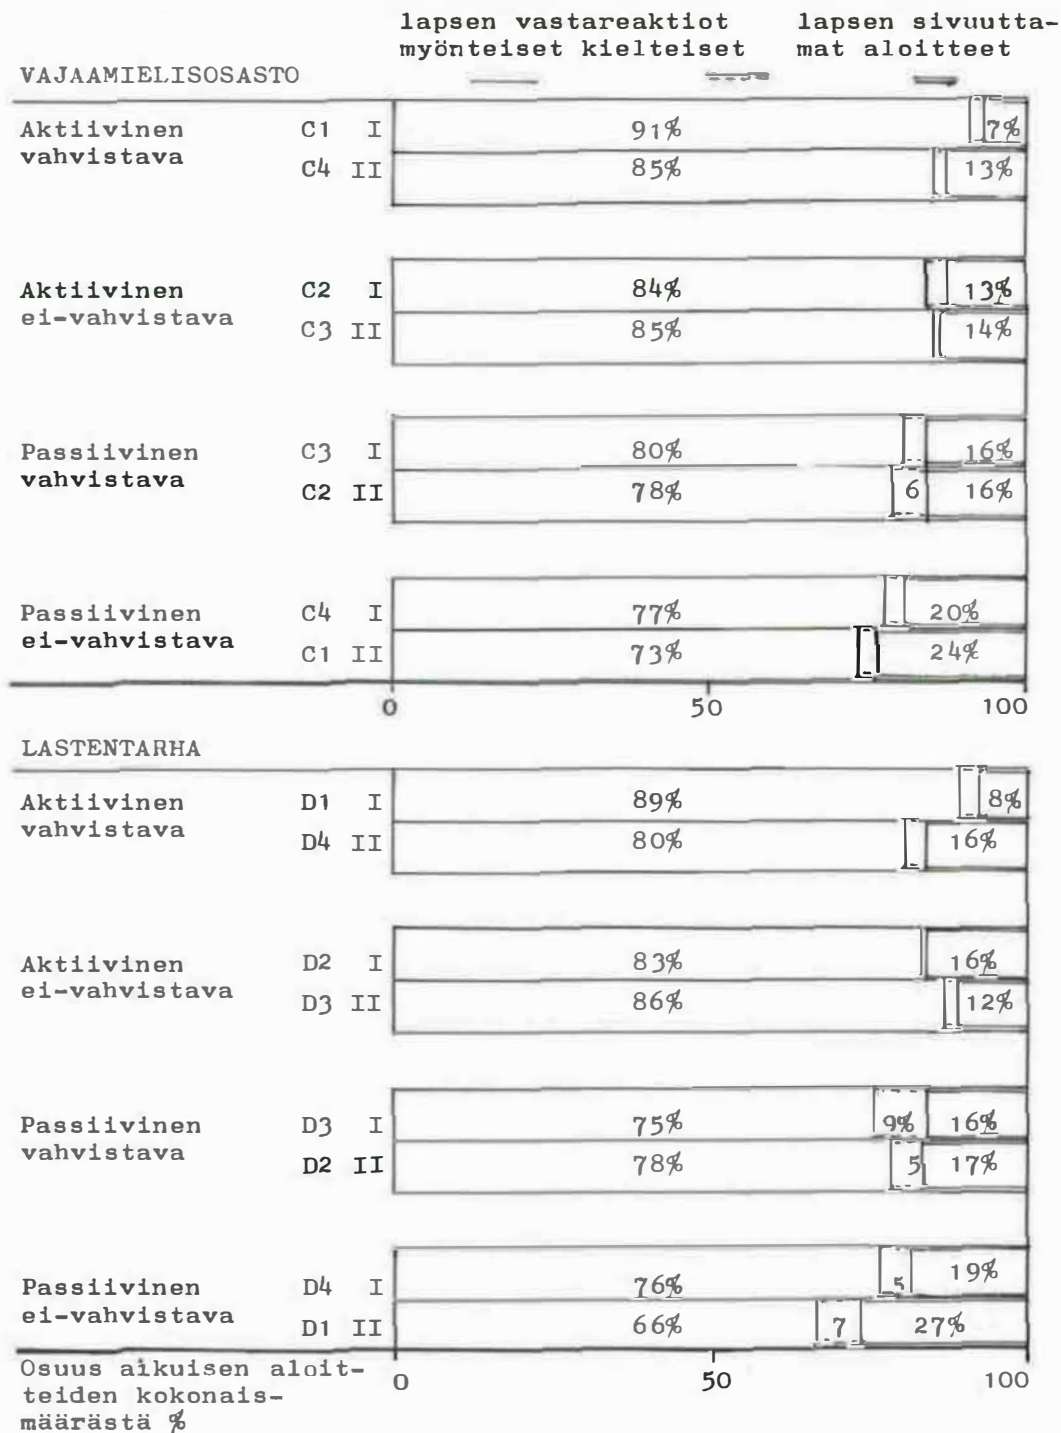 lapsen vastareaktiot lapsen sivuutta-
myönteiset kielteiset mat aloitteet
VAJAAMIELISOSASTO
Aktiivinen C1 I 91% 7%
vahvistava
C4 II 85% 13%
Aktiivinen C2 I 84% 13%
ei-vahvistava
C3 II 85% 14%
Passiivinen C3 I 80% 16%
vahvistava
C2 II 78% 6 16%
Passiivinen C4 I 77% 20%
ei-vahvistava
C1 II 73% 24%
0 50 100
LASTENTARHA
Aktiivinen D1 I 89% 8%
vahvistava
D4 II 80% 16%
Aktiivinen D2 I 83% 16%
ei-vahvistava
D3 II 86% 12%
Passiivinen D3 I 75% 9% 16%
vahvistava
D2 II 78% 5 17%
Passiivinen D4 I 76% 5 19%
ei-vahvistava
D1 II 66% 7 27%
Osuus aikuisen aloit-
teiden kokonais-
määrästä %
0 50 100